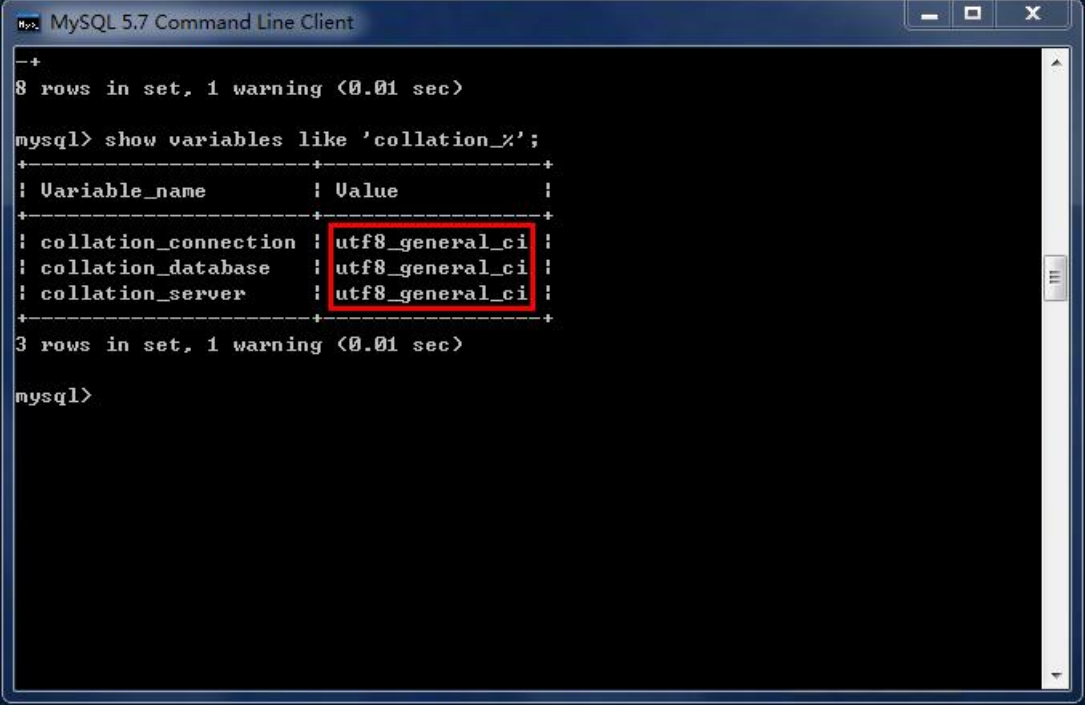 MySQL 5.7 Command Line Client
-+
8 rows in set, 1 warning (0.01 sec)
mysql> show variables like 'collation_%';
+----------------------+-----------------+
| Variable_name        | Value           |
+----------------------+-----------------+
| collation_connection | utf8_general_ci |
| collation_database   | utf8_general_ci |
| collation_server     | utf8_general_ci |
+----------------------+-----------------+
3 rows in set, 1 warning (0.01 sec)
mysql>